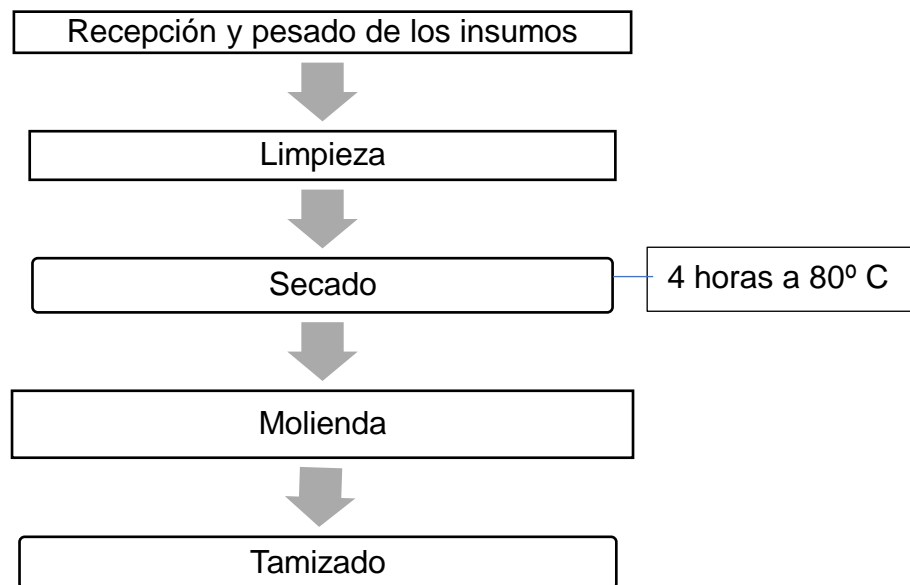 Recepción y pesado de los insumos
Limpieza
Secado
4 horas a 80º C
Molienda
Tamizado